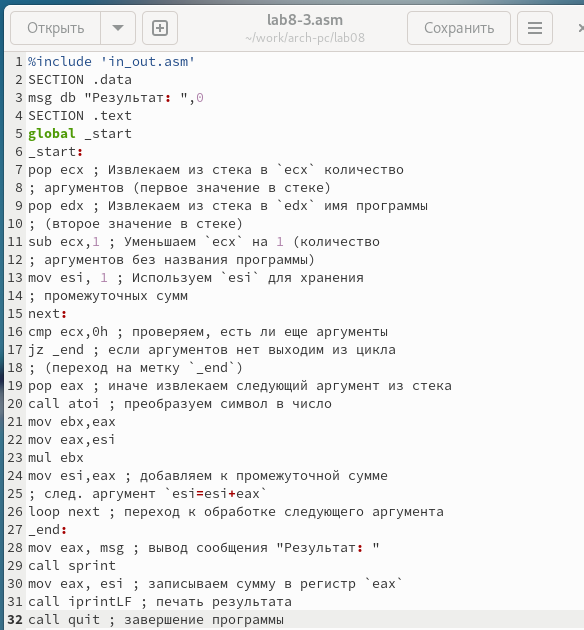 Открыть
lab8-3.asm
~/work/arch-pc/lab08
Сохранить
1 %include 'in_out.asm'
2 SECTION .data
3 msg db "Результат: ",0
4 SECTION .text
5 global _start
6 _start:
7 pop ecx ; Извлекаем из стека в `ecx` количество
8 ; аргументов (первое значение в стеке)
9 pop edx ; Извлекаем из стека в `edx` имя программы
10 ; (второе значение в стеке)
11 sub ecx,1 ; Уменьшаем `ecx` на 1 (количество
12 ; аргументов без названия программы)
13 mov esi, 1 ; Используем `esi` для хранения
14 ; промежуточных сумм
15 next:
16 cmp ecx,0h ; проверяем, есть ли еще аргументы
17 jz _end ; если аргументов нет выходим из цикла
18 ; (переход на метку `_end`)
19 pop eax ; иначе извлекаем следующий аргумент из стека
20 call atoi ; преобразуем символ в число
21 mov ebx,eax
22 mov eax,esi
23 mul ebx
24 mov esi,eax ; добавляем к промежуточной сумме
25 ; след. аргумент `esi=esi+eax`
26 loop next ; переход к обработке следующего аргумента
27 _end:
28 mov eax, msg ; вывод сообщения "Результат: "
29 call sprint
30 mov eax, esi ; записываем сумму в регистр `eax`
31 call iprintLF ; печать результата
32 call quit ; завершение программы